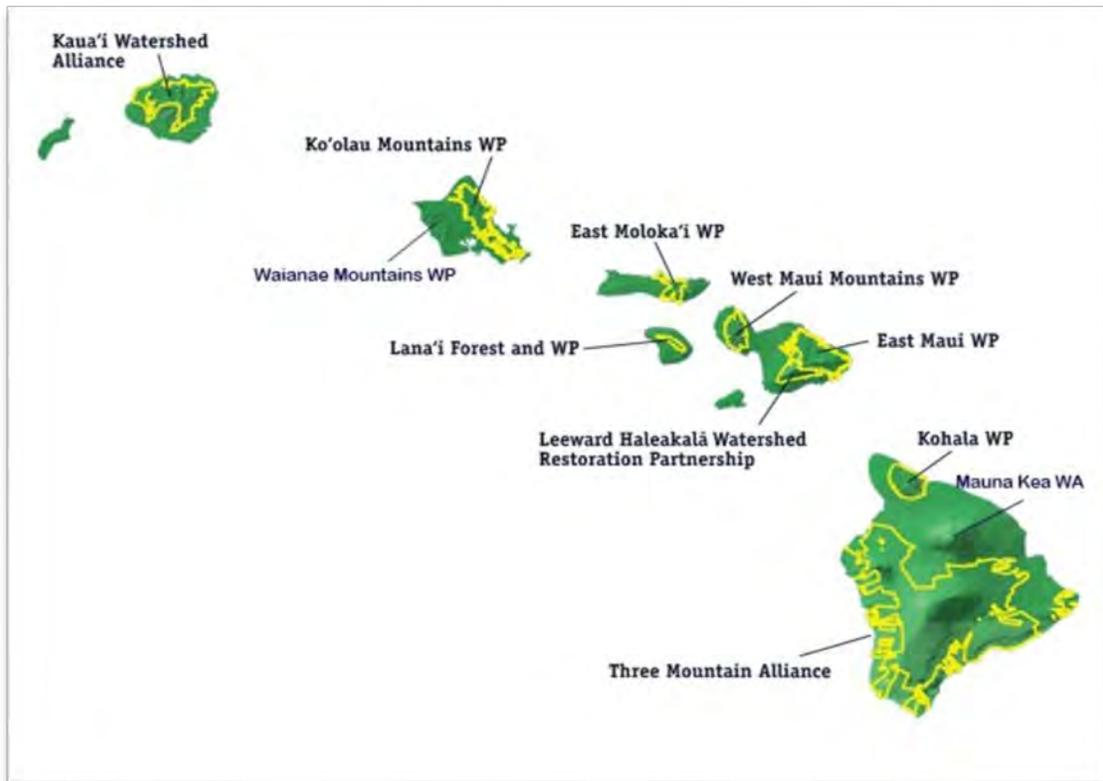 Kaua'i Watershed
Alliance
Ko'olau Mountains WP
Waianae Mountains WP
East Moloka'i WP
West Maui Mountains WP
Lana'i Forest and WP
East Maui WP
Leeward Haleakalā Watershed
Restoration Partnership
Kohala WP
Mauna Kea WA
Three Mountain Alliance